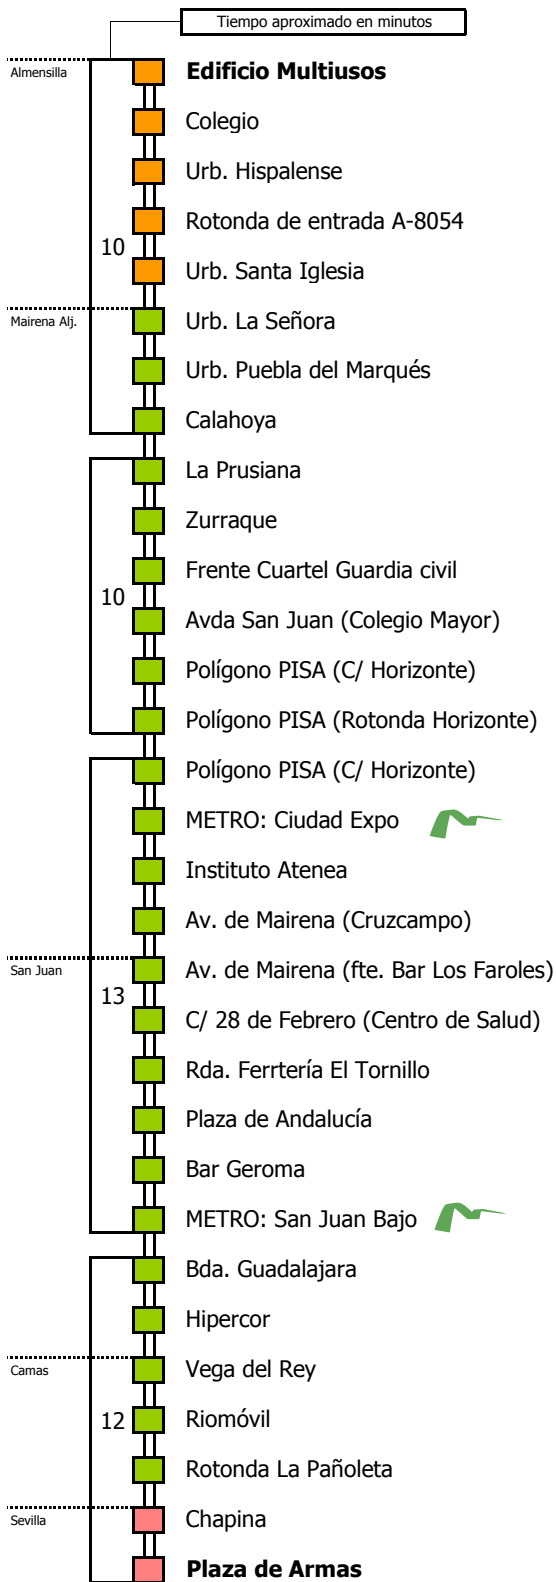 Tiempo aproximado en minutos
Almensilla
Edificio Multiusos
Colegio
Urb. Hispalense
Rotonda de entrada A-8054
10
Urb. Santa Iglesia
Mairena Alj.
Urb. La Señora
Urb. Puebla del Marqués
Calahoya
La Prusiana
Zurraque
Frente Cuartel Guardia civil
10
Avda San Juan (Colegio Mayor)
Polígono PISA (C/ Horizonte)
Polígono PISA (Rotonda Horizonte)
Polígono PISA (C/ Horizonte)
METRO: Ciudad Expo
Instituto Atenea
Av. de Mairena (Cruzcampo)
San Juan
Av. de Mairena (fte. Bar Los Faroles)
13
C/ 28 de Febrero (Centro de Salud)
Rda. Ferrtería El Tornillo
Plaza de Andalucía
Bar Geroma
METRO: San Juan Bajo
Bda. Guadalajara
Hipercor
Camas
Vega del Rey
12
Riomóvil
Rotonda La Pañoleta
Sevilla
Chapina
Plaza de Armas